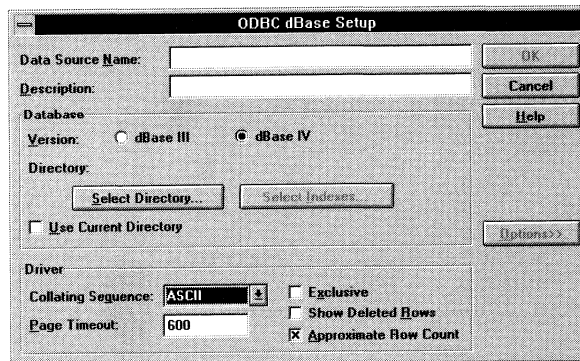 ODBC dBase Setup
Data Source Name:
OK
Description:
Cancel
Database
Help
Version:
dBase III
dBase IV
Directory:
Select Directory...
Select Indexes...
Use Current Directory
Options>>
Driver
Collating Sequence:
ASCII
Exclusive
Show Deleted Rows
Page Timeout:
600
Approximate Row Count